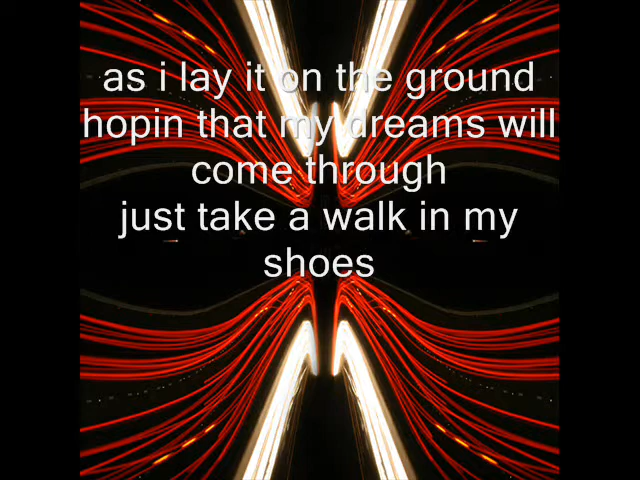 as i lay it on the ground
hopin that my dreams will
come through
just take a walk in my
shoes